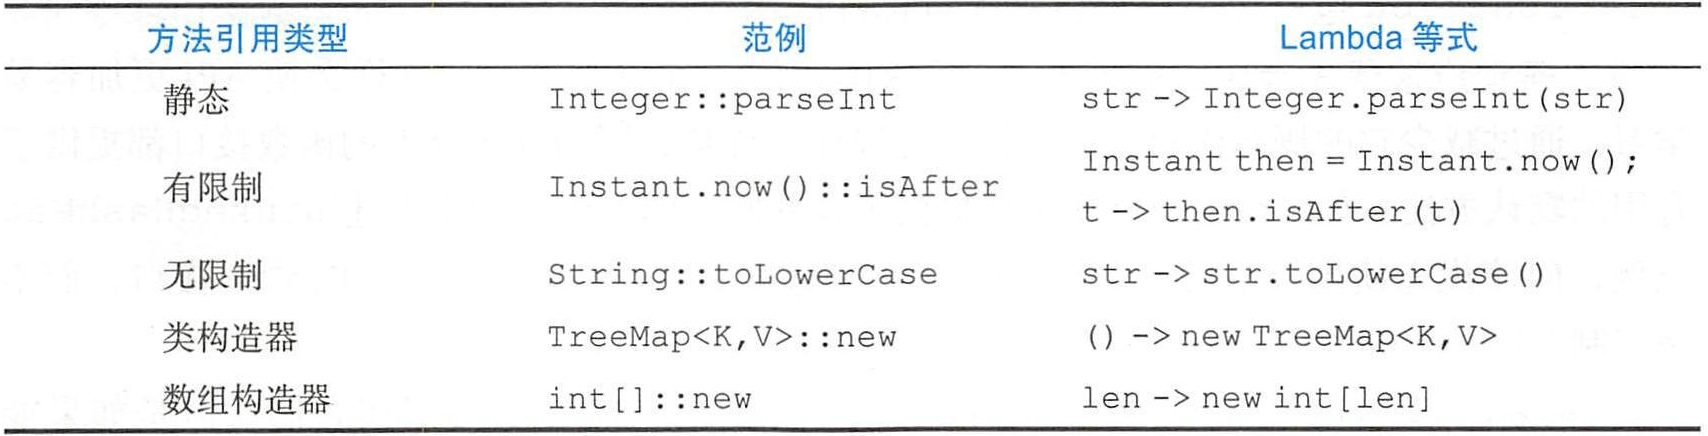 方法引用类型 范例 Lambda 等式
静态 Integer::parseInt str -> Integer.parseInt(str)
有限制 Instant.now()::isAfter Instant then = Instant.now();
t -> then.isAfter(t)
无限制 String::toLowerCase str -> str.toLowerCase()
类构造器 TreeMap<K,V>::new () -> new TreeMap<K,V>
数组构造器 int[]::new len -> new int[len]